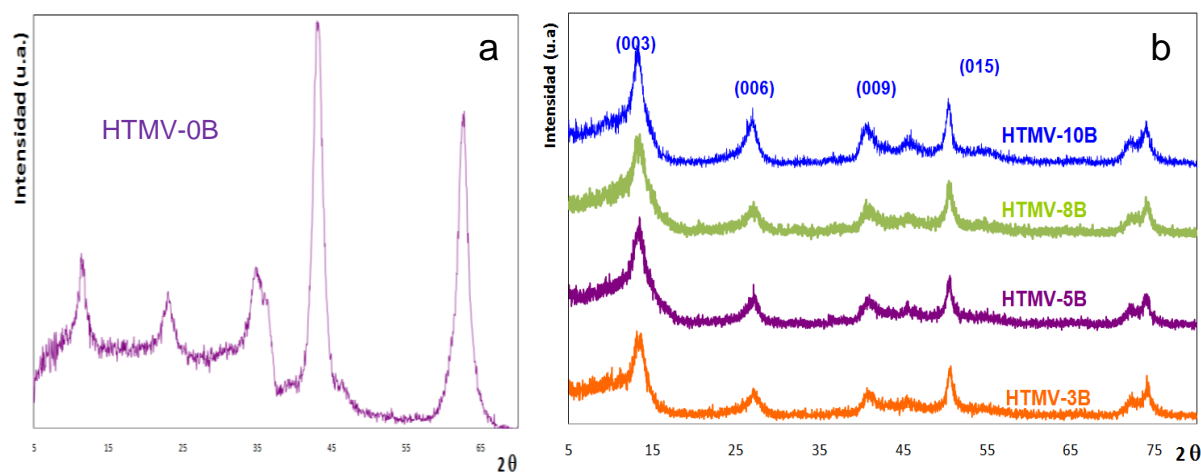 Intensidad (u.a.)
a
HTMV-0B
5
15
25
35
45
55
65
2θ
Intensidad (u.a)
b
(003)
(006)
(009)
(015)
HTMV-10B
HTMV-8B
HTMV-5B
HTMV-3B
5
15
25
35
45
55
65
75
2θ